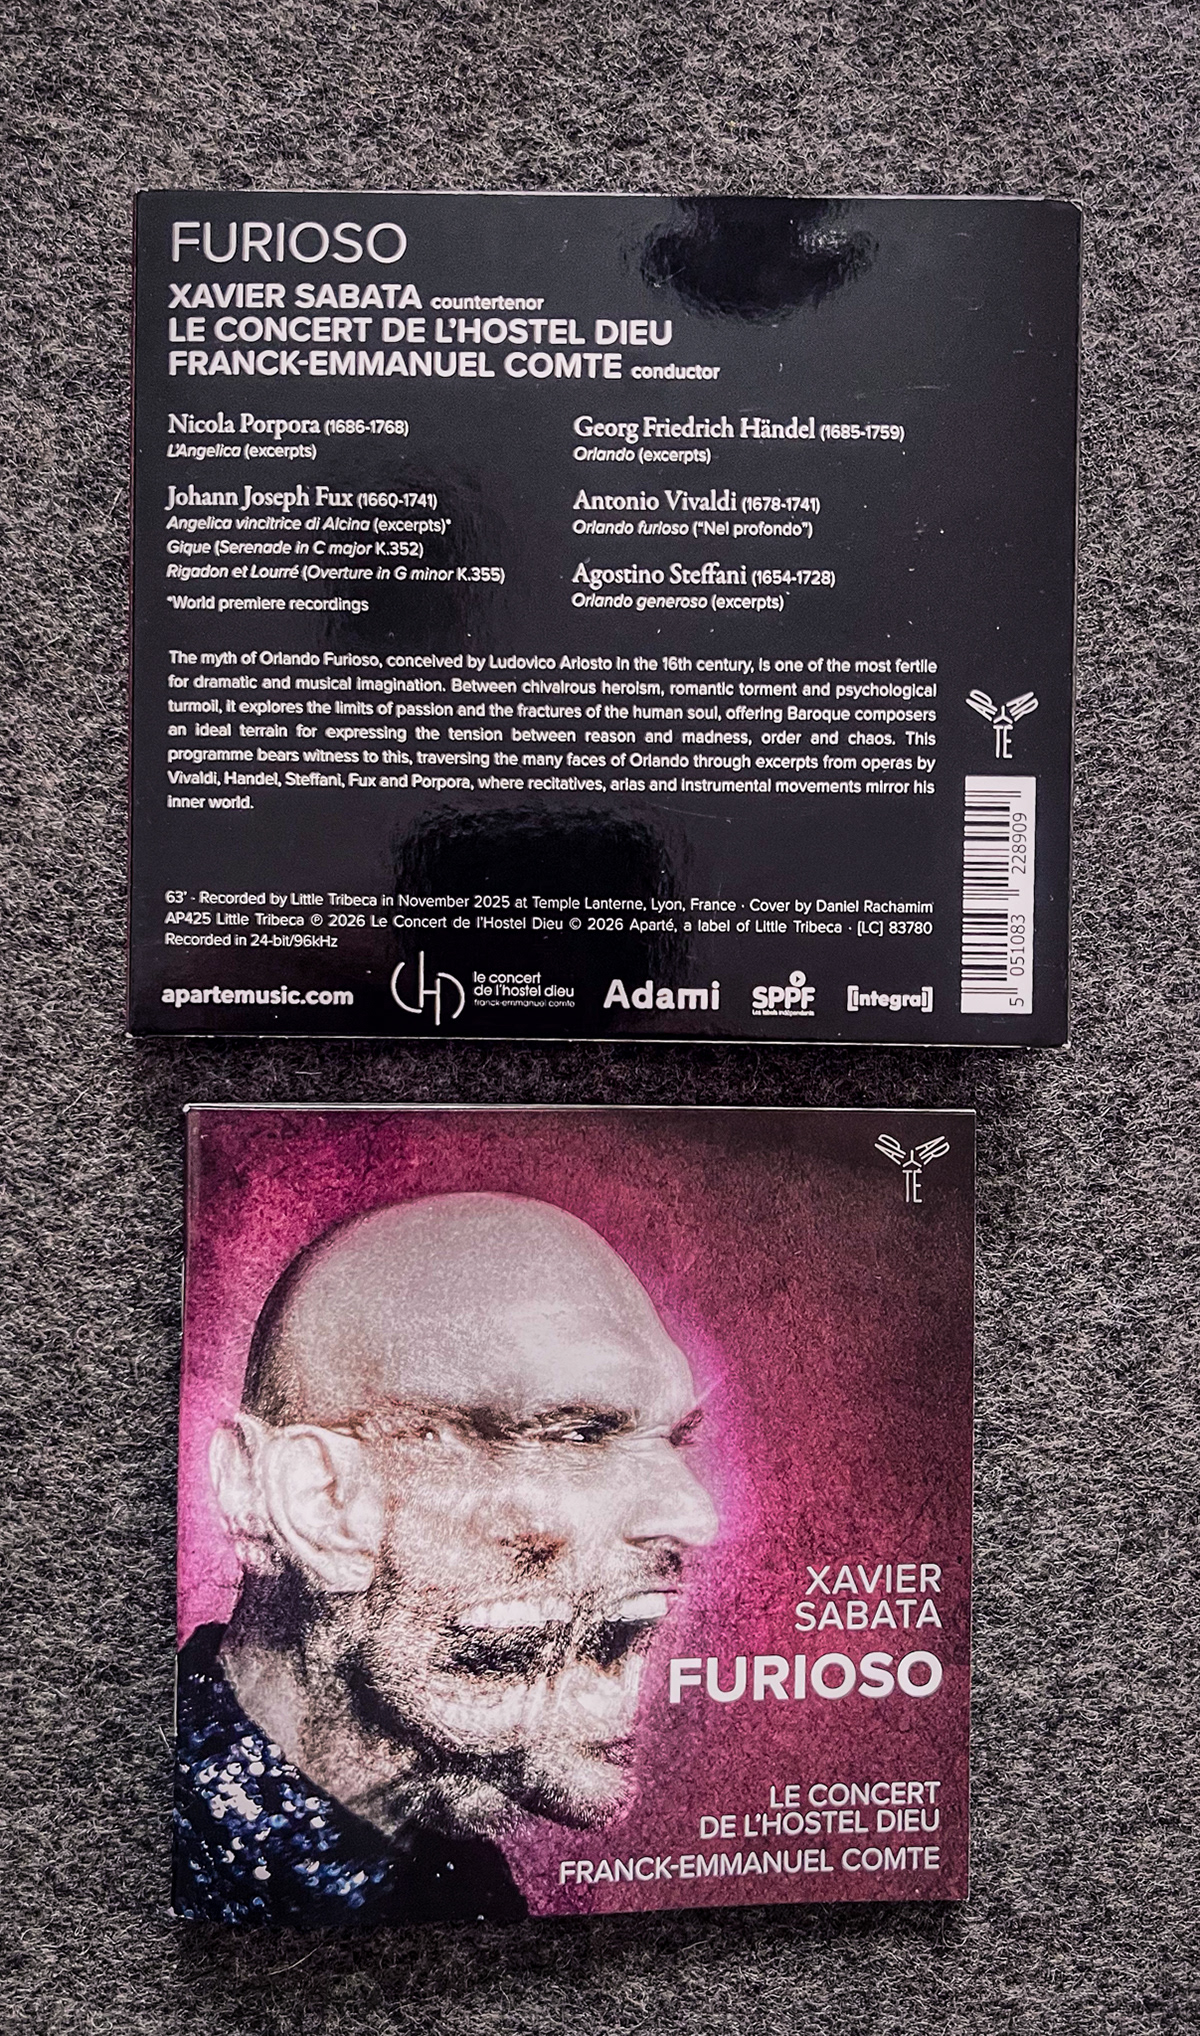 FURIOSO
XAVIER SABATA countertenor
LE CONCERT DE L'HOSTEL DIEU
FRANCK-EMMANUEL COMTE conductor
Nicola Porpora (1686-1768)
L'Angelica (excerpts)
Johann Joseph Fux (1660-1741)
Angelica vincitrice di Alcina (excerpts)*
Gique (Serenade in C major K.352)
Rigadon et Lourré (Overture in G minor K.355)
*World premiere recordings
Georg Friedrich Händel (1685-1759)
Orlando (excerpts)
Antonio Vivaldi (1678-1741)
Orlando furioso ("Nel profondo")
Agostino Steffani (1654-1728)
Orlando generoso (excerpts)
The myth of Orlando Furioso, conceived by Ludovico Ariosto in the 16th century, is one of the most fertile
for dramatic and musical imagination. Between chivalrous heroism, romantic torment and psychological
turmoil, it explores the limits of passion and the fractures of the human soul, offering Baroque composers
an ideal terrain for expressing the tension between reason and madness, order and chaos. This
programme bears witness to this, traversing the many faces of Orlando through excerpts from operas by
Vivaldi, Handel, Steffani, Fux and Porpora, where recitatives, arias and instrumental movements mirror his
inner world.
AP AR TE
5 051083 228909
63' - Recorded by Little Tribeca in November 2025 at Temple Lanterne, Lyon, France · Cover by Daniel Rachamim
AP425 Little Tribeca ℗ 2026 Le Concert de l'Hostel Dieu © 2026 Aparté, a label of Little Tribeca · [LC] 83780
Recorded in 24-bit/96kHz
apartemusic.com
le concert
de l'hostel dieu
franck-emmanuel comte
Adami
SPPF
Les labels indépendants
[integral]
AP AR TE
XAVIER
SABATA
FURIOSO
LE CONCERT
DE L'HOSTEL DIEU
FRANCK-EMMANUEL COMTE